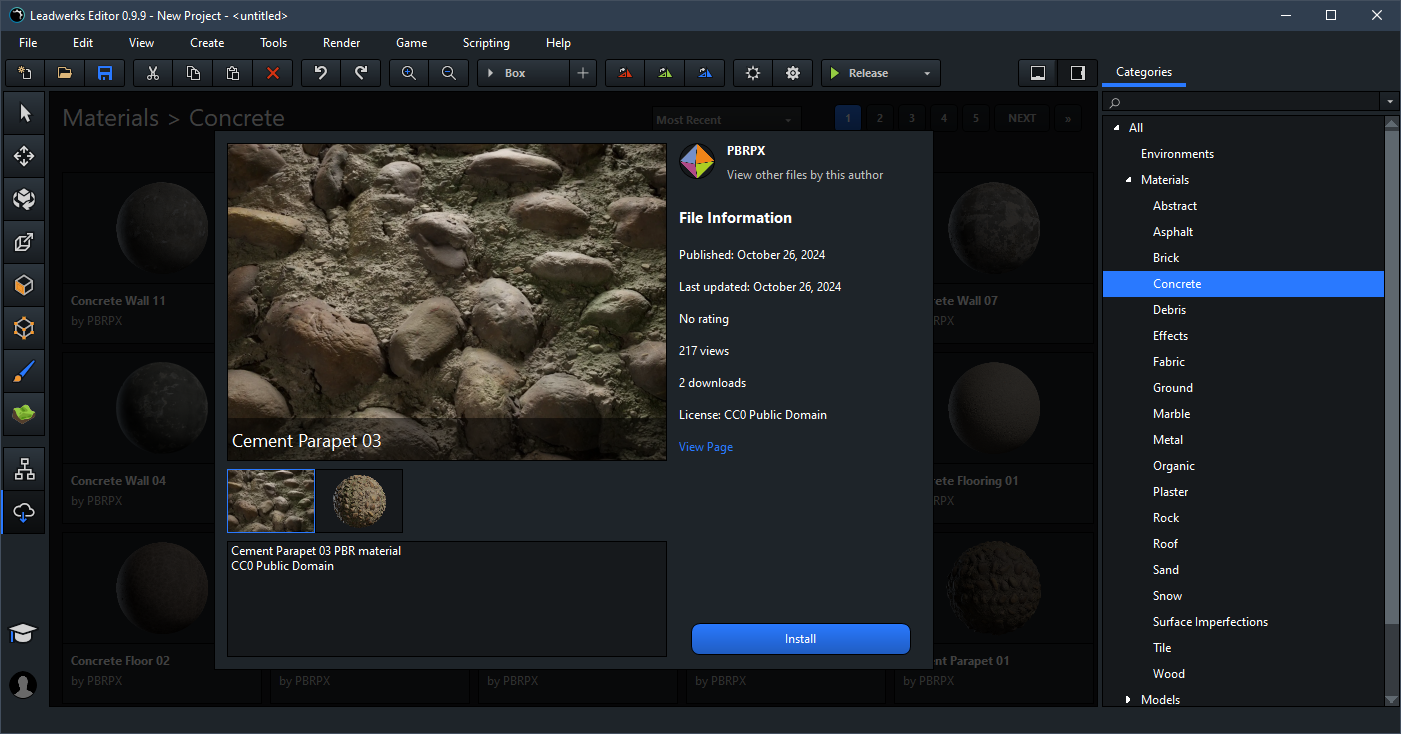 Leadwerks Editor 0.9.9 - New Project - <untitled>
File Edit View Create Tools Render Game Scripting Help
Box
Release
Categories
Materials > Concrete
Most Recent
1 2 3 4 5 NEXT »
PBRPX
View other files by this author
File Information
Published: October 26, 2024
Last updated: October 26, 2024
No rating
217 views
2 downloads
License: CC0 Public Domain
View Page
Cement Parapet 03
Cement Parapet 03 PBR material
CC0 Public Domain
Install
Concrete Wall 11
by PBRPX
ete Wall 07
RPX
Concrete Wall 04
by PBRPX
ete Flooring 01
RPX
Concrete Floor 02
by PBRPX
by PBRPX
by PBRPX
by PBRPX
nt Parapet 01
by PBRPX
All
Environments
Materials
Abstract
Asphalt
Brick
Concrete
Debris
Effects
Fabric
Ground
Marble
Metal
Organic
Plaster
Rock
Roof
Sand
Snow
Surface Imperfections
Tile
Wood
Models